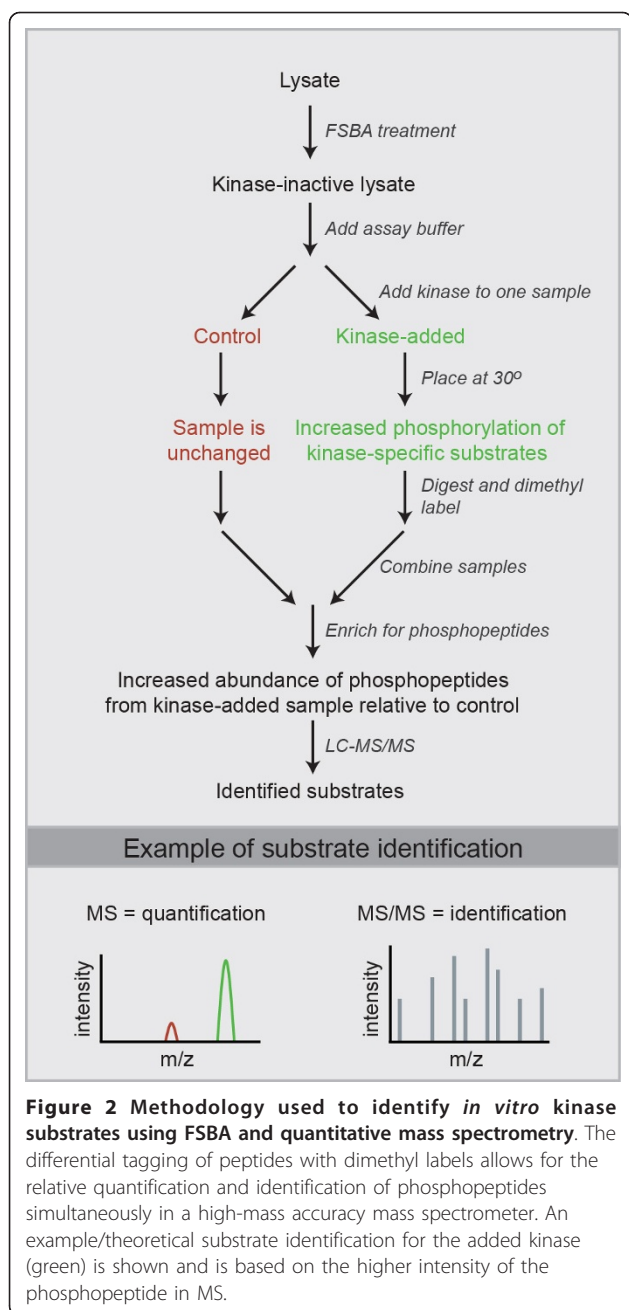 Lysate
FSBA treatment
Kinase-inactive lysate
Add assay buffer
Add kinase to one sample
Control
Kinase-added
Place at 30º
Sample is
unchanged
Increased phosphorylation of
kinase-specific substrates
Digest and dimethyl
label
Combine samples
Enrich for phosphopeptides
Increased abundance of phosphopeptides
from kinase-added sample relative to control
LC-MS/MS
Identified substrates
Example of substrate identification
MS = quantification
intensity
m/z
MS/MS = identification
intensity
m/z
Figure 2 Methodology used to identify in vitro kinase
substrates using FSBA and quantitative mass spectrometry. The
differential tagging of peptides with dimethyl labels allows for the
relative quantification and identification of phosphopeptides
simultaneously in a high-mass accuracy mass spectrometer. An
example/theoretical substrate identification for the added kinase
(green) is shown and is based on the higher intensity of the
phosphopeptide in MS.